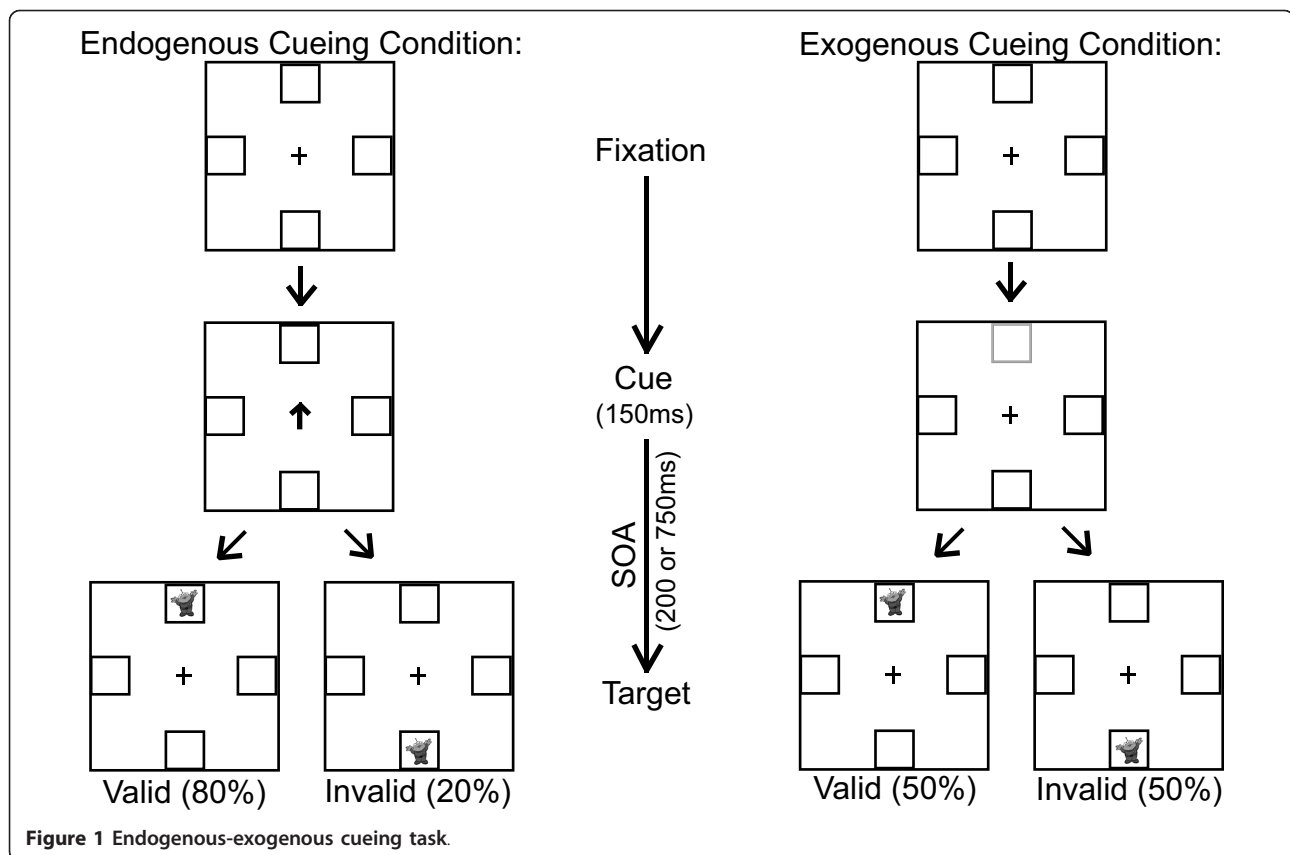 Endogenous Cueing Condition:
Exogenous Cueing Condition:
Fixation
Cue
(150ms)
SOA
(200 or 750ms)
Target
Valid (80%)
Invalid (20%)
Valid (50%)
Invalid (50%)
Figure 1 Endogenous-exogenous cueing task.